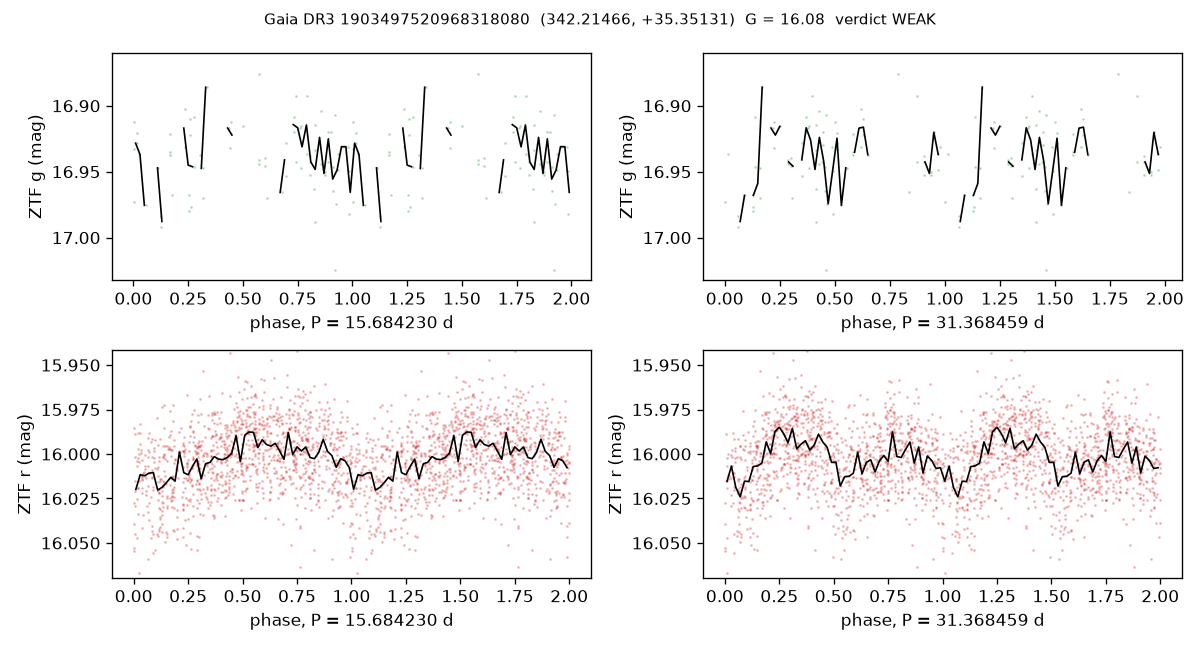 Gaia DR3 1903497520968318080 (342.21466, +35.35131) G = 16.08 verdict WEAK
ZTF g (mag)
16.90
16.95
17.00
0.00 0.25 0.50 0.75 1.00 1.25 1.50 1.75 2.00
phase, P = 15.684230 d
ZTF g (mag)
16.90
16.95
17.00
0.00 0.25 0.50 0.75 1.00 1.25 1.50 1.75 2.00
phase, P = 31.368459 d
ZTF r (mag)
15.950
15.975
16.000
16.025
16.050
0.00 0.25 0.50 0.75 1.00 1.25 1.50 1.75 2.00
phase, P = 15.684230 d
ZTF r (mag)
15.950
15.975
16.000
16.025
16.050
0.00 0.25 0.50 0.75 1.00 1.25 1.50 1.75 2.00
phase, P = 31.368459 d